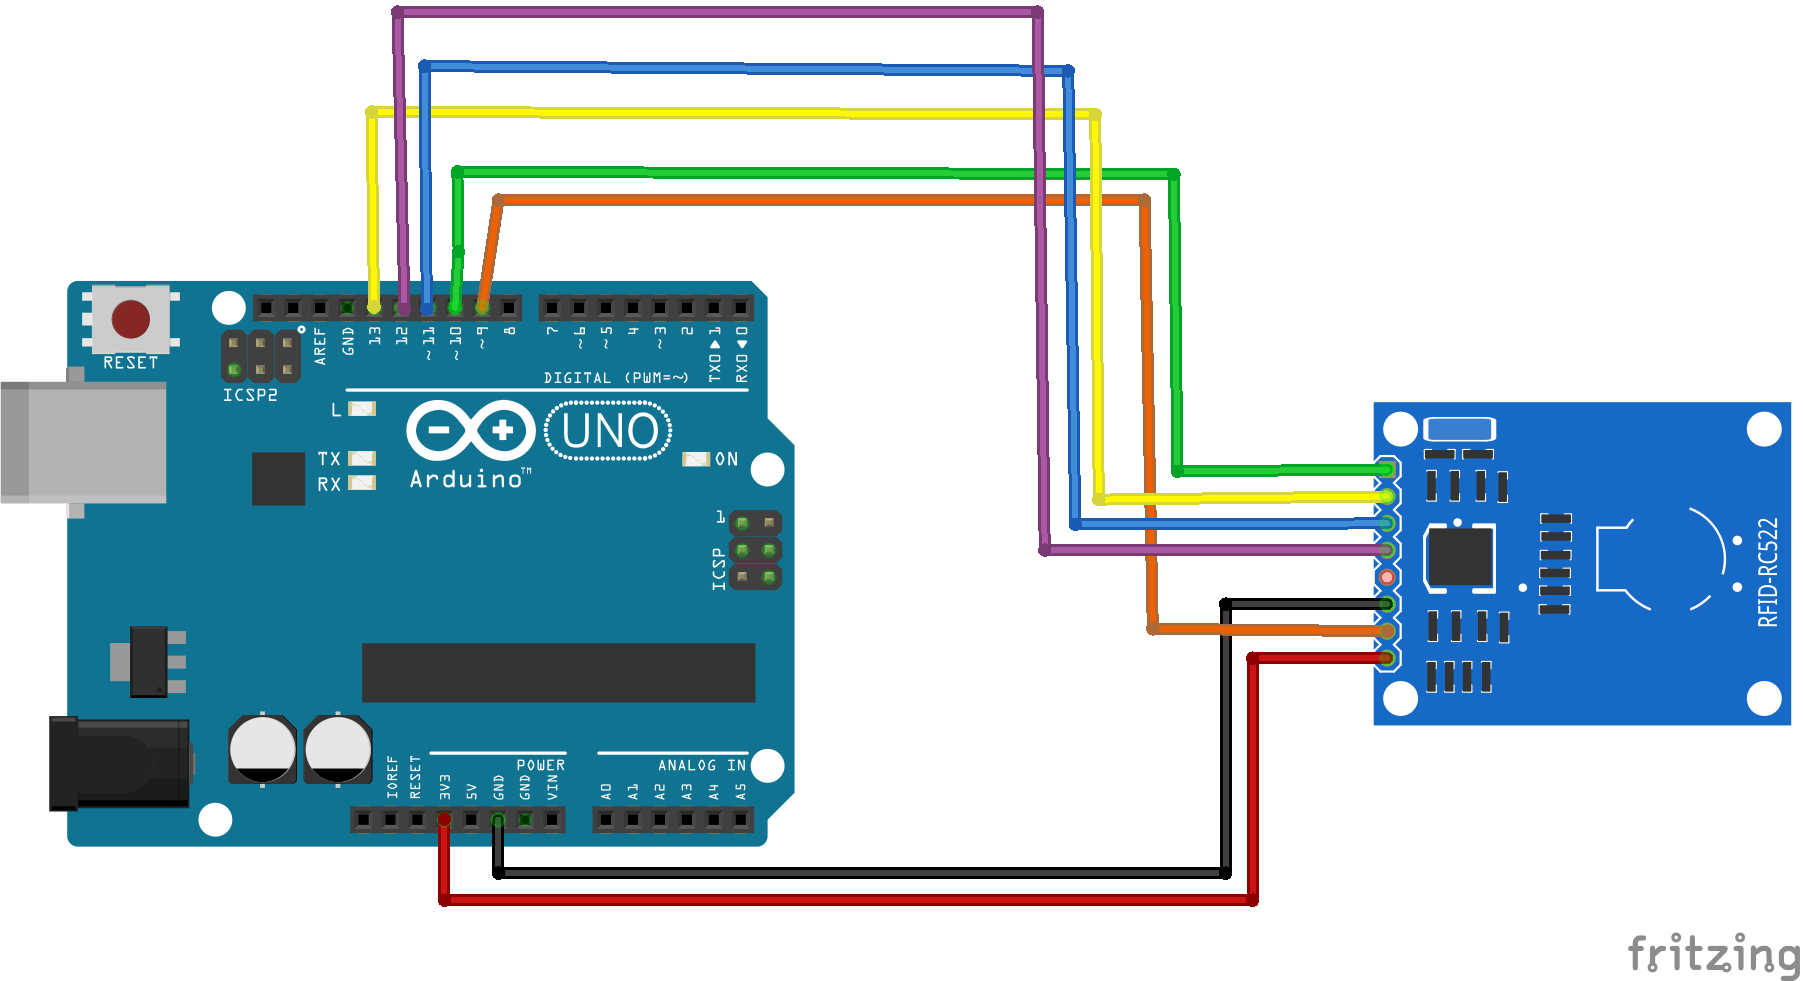 RESET
ICSP2
AREF
GND
13
12
~11
~10
~9
8
7
~6
~5
4
~3
2
TX0▶1
RX0◀0
DIGITAL (PWM=~)
L
TX
RX
UNO
Arduino™
ON
1
ICSP
RFID-RC522
IOREF
RESET
3V3
5V
GND
GND
VIN
POWER
ANALOG IN
A0
A1
A2
A3
A4
A5
fritzing